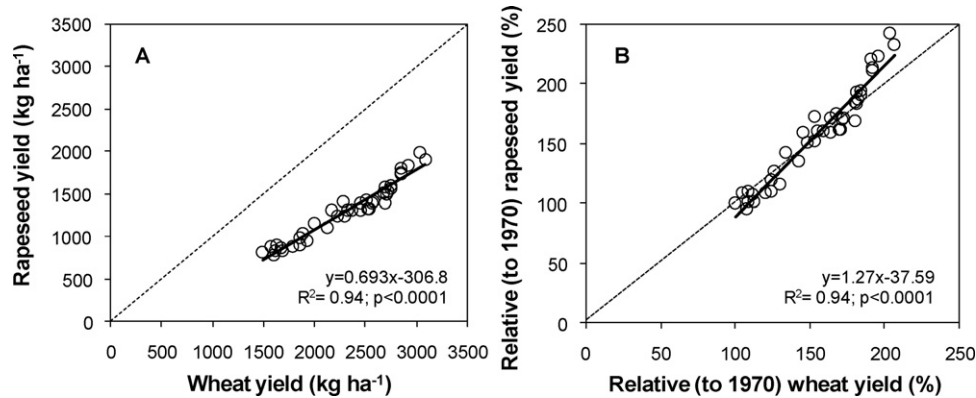 A
Rapeseed yield (kg ha⁻¹)
3500
3000
2500
2000
1500
1000
500
0
y=0.693x-306.8
R²= 0.94; p<0.0001
0 500 1000 1500 2000 2500 3000 3500
Wheat yield (kg ha⁻¹)
B
Relative (to 1970) rapeseed yield (%)
250
200
150
100
50
0
y=1.27x-37.59
R²= 0.94; p<0.0001
0 50 100 150 200 250
Relative (to 1970) wheat yield (%)